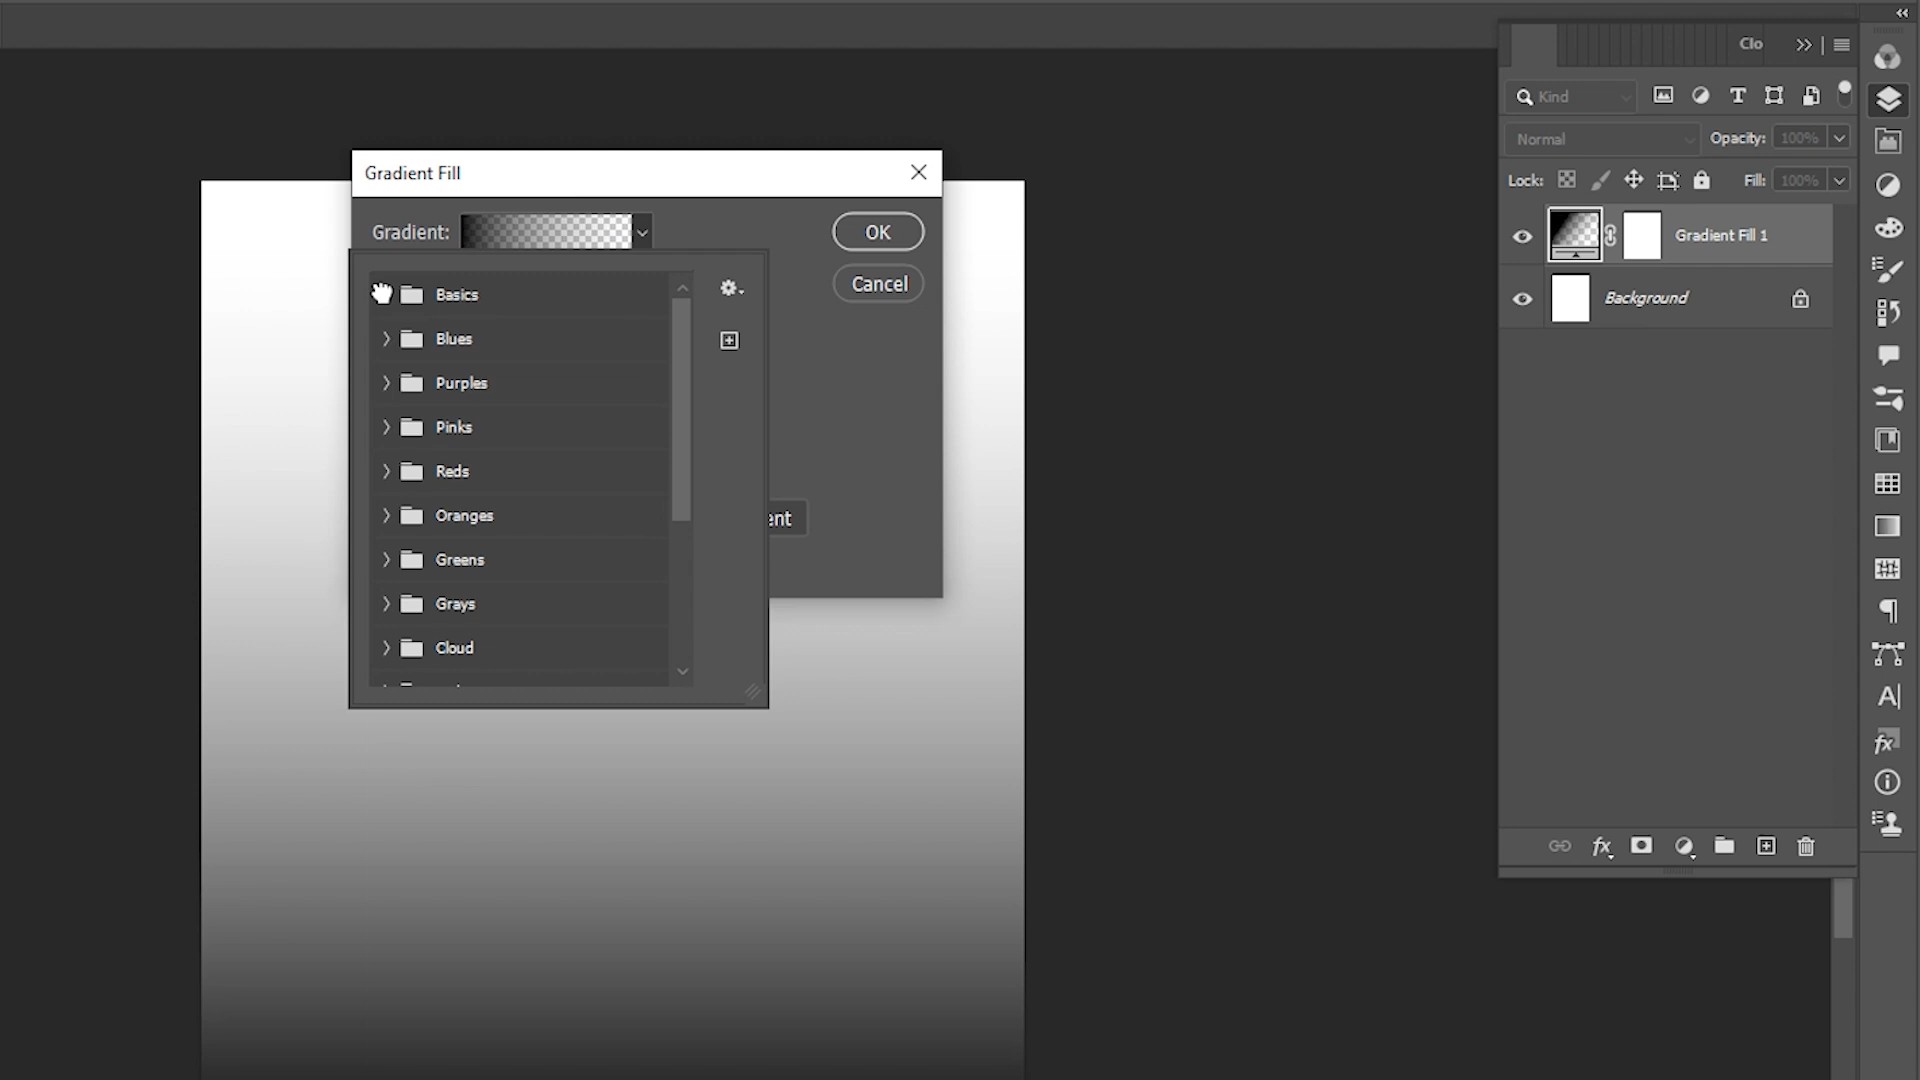 Clo
Kind
Normal
Opacity: 100%
Lock:
Fill: 100%
Gradient Fill 1
Background
Gradient Fill
Gradient:
OK
Cancel
Basics
Blues
Purples
Pinks
Reds
Oranges
Greens
Grays
Cloud
ent